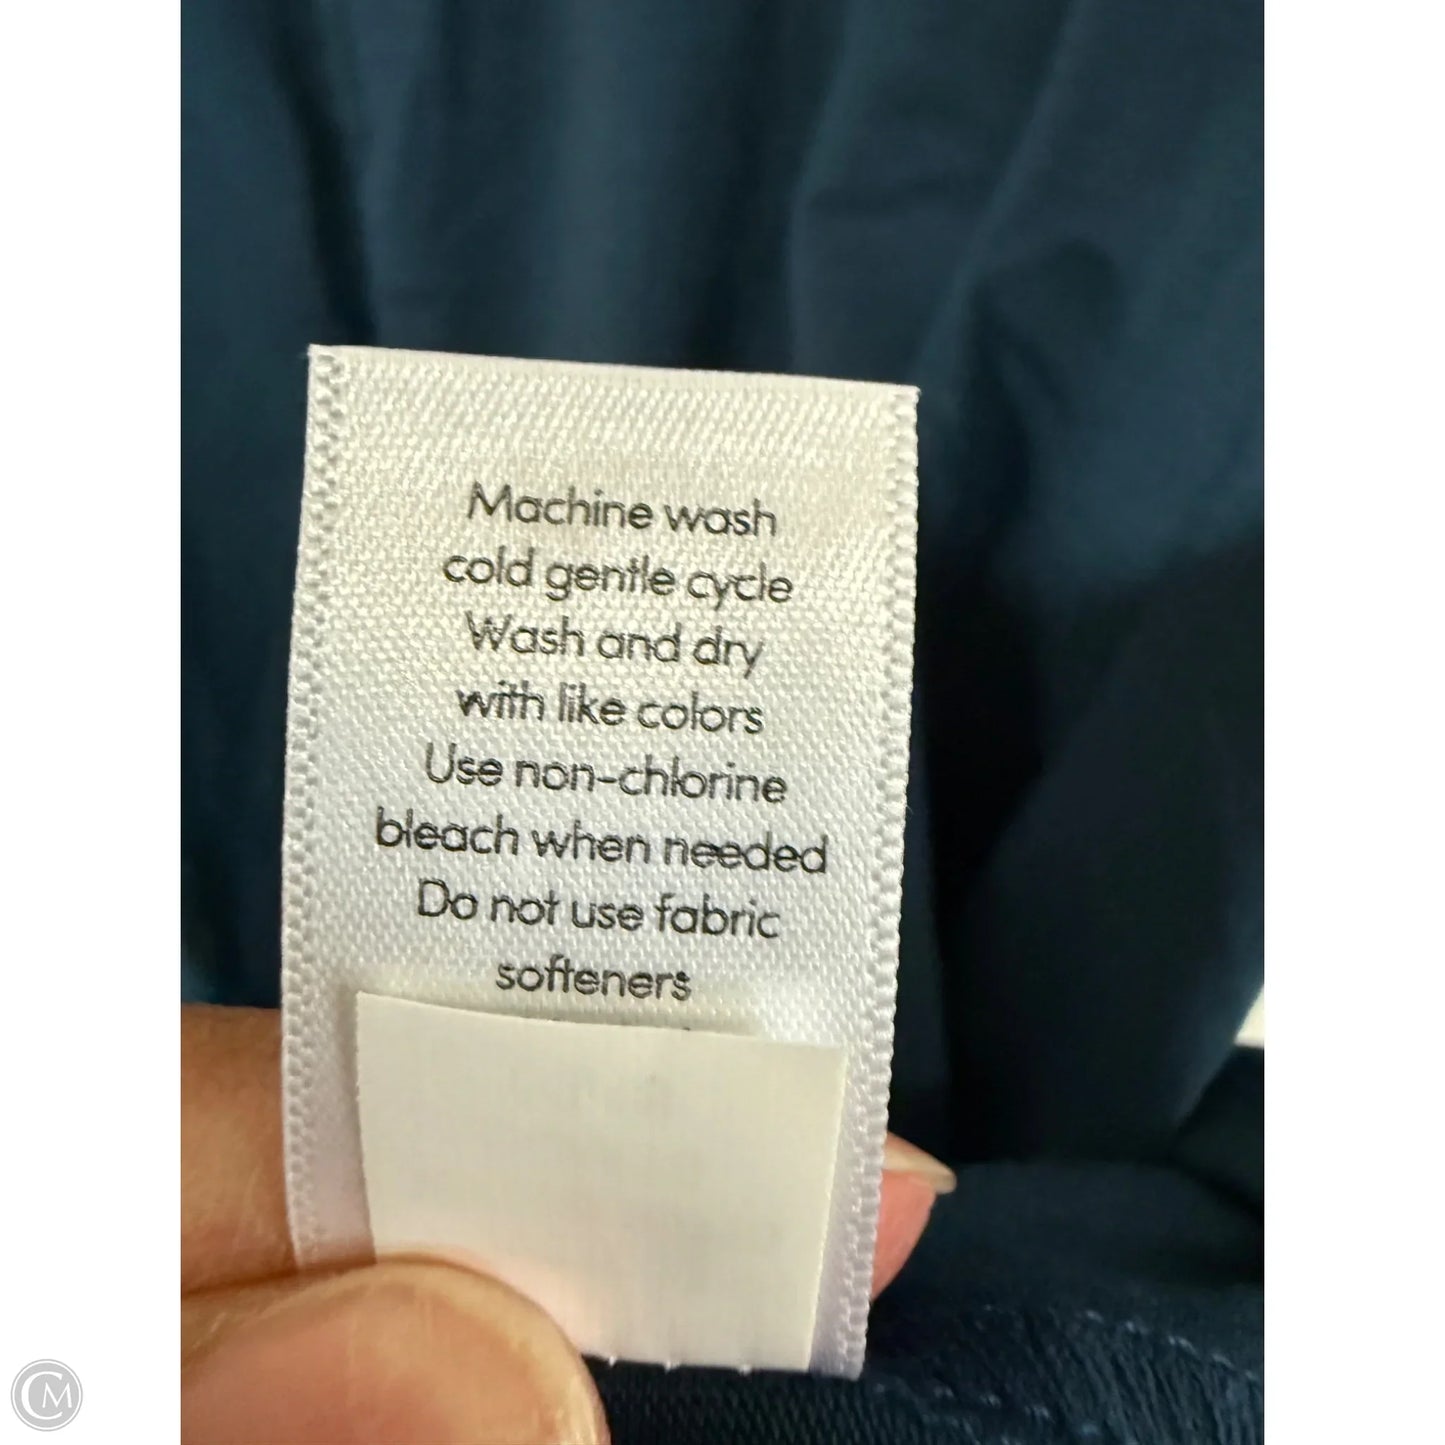 Machine wash
cold gentle cycle
Wash and dry
with like colors
Use non-chlorine
bleach when needed
Do not use fabric
softeners
CM